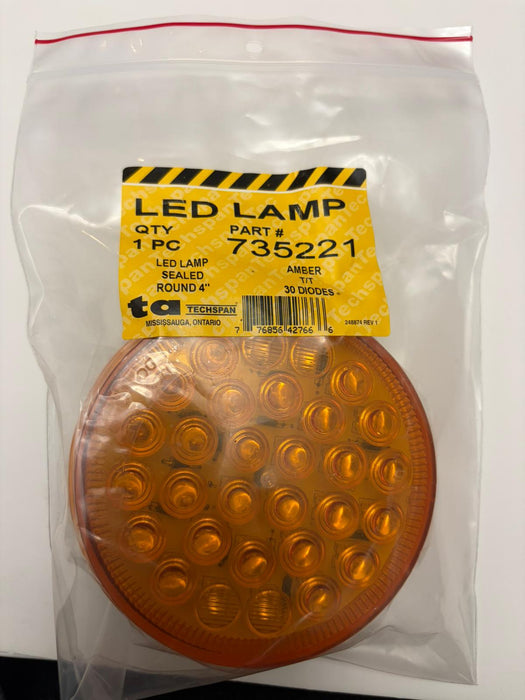 LED LAMP
QTY PART #
1 PC 735221
LED LAMP AMBER
SEALED T/T
ROUND 4" 30 DIODES
ta TECHSPAN
MISSISSAUGA, ONTARIO
7 76856 42766 6
248874 REV 1